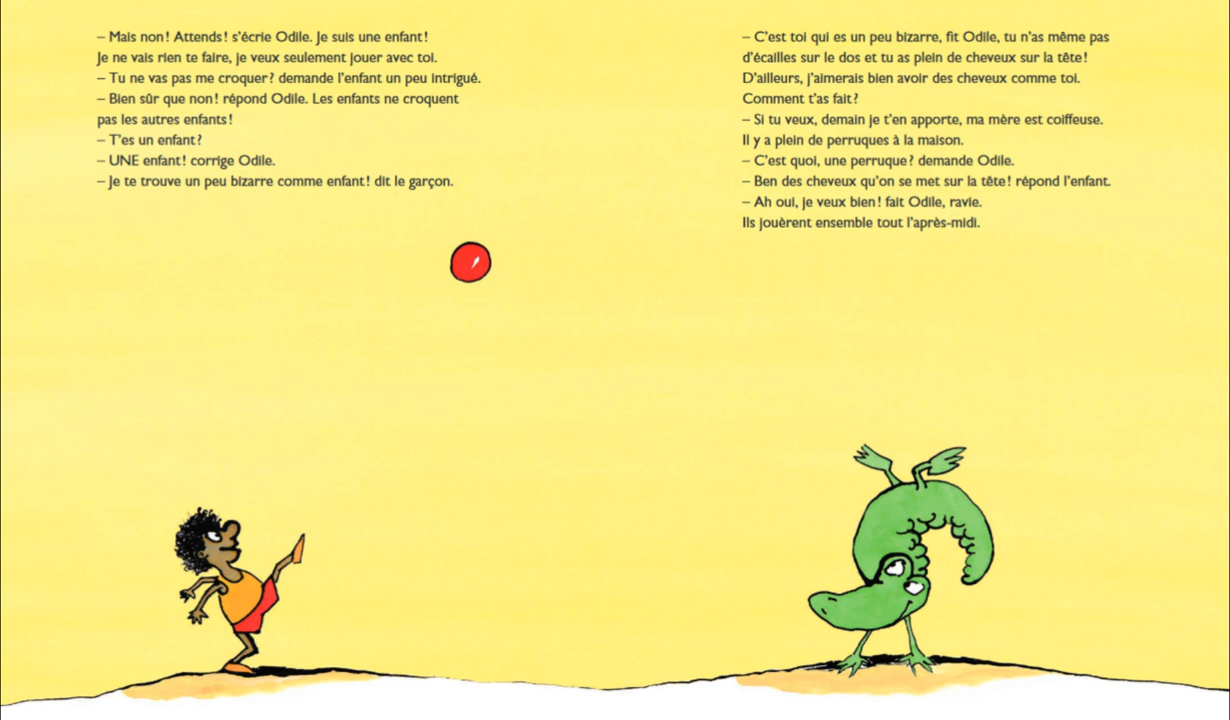 – Mais non ! Attends ! s'écrie Odile. Je suis une enfant !
Je ne vais rien te faire, je veux seulement jouer avec toi.
– Tu ne vas pas me croquer ? demande l'enfant un peu intrigué.
– Bien sûr que non ! répond Odile. Les enfants ne croquent
pas les autres enfants !
– T'es un enfant ?
– UNE enfant ! corrige Odile.
– Je te trouve un peu bizarre comme enfant ! dit le garçon.
– C'est toi qui es un peu bizarre, fit Odile, tu n'as même pas
d'écailles sur le dos et tu as plein de cheveux sur la tête !
D'ailleurs, j'aimerais bien avoir des cheveux comme toi.
Comment t'as fait ?
– Si tu veux, demain je t'en apporte, ma mère est coiffeuse.
Il y a plein de perruques à la maison.
– C'est quoi, une perruque ? demande Odile.
– Ben des cheveux qu'on se met sur la tête ! répond l'enfant.
– Ah oui, je veux bien ! fait Odile, ravie.
Ils jouèrent ensemble tout l'après-midi.